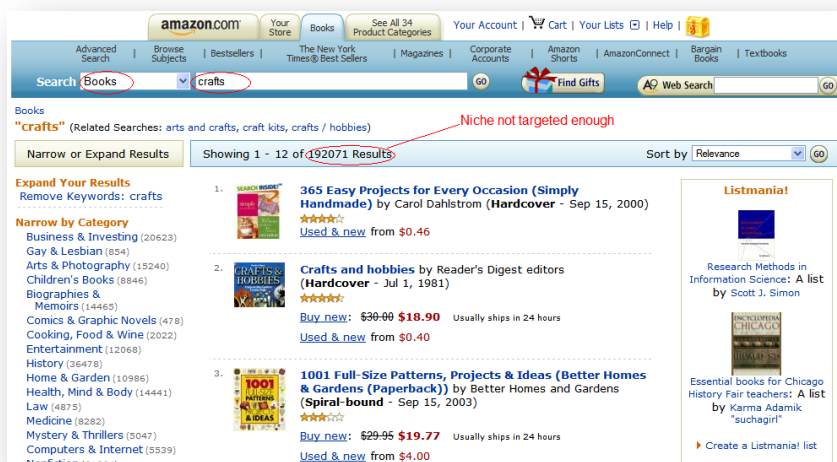 amazon.com
Your Store
Books
See All 34 Product Categories
Your Account | Cart | Your Lists | Help |
Advanced Search | Browse Subjects | Bestsellers | The New York Times® Best Sellers | Magazines | Corporate Accounts | Amazon Shorts | AmazonConnect | Bargain Books | Textbooks
Search Books crafts GO Find Gifts A9 Web Search GO
Books
"crafts" (Related Searches: arts and crafts, craft kits, crafts / hobbies)
Niche not targeted enough
Narrow or Expand Results
Showing 1 - 12 of 192071 Results
Sort by Relevance GO
Expand Your Results
Remove Keywords: crafts
Narrow by Category
Business & Investing (20623)
Gay & Lesbian (854)
Arts & Photography (15240)
Children's Books (8846)
Biographies &
Memoirs (14465)
Comics & Graphic Novels (478)
Cooking, Food & Wine (2022)
Entertainment (12068)
History (36478)
Home & Garden (10986)
Health, Mind & Body (14441)
Law (4875)
Medicine (8282)
Mystery & Thrillers (5047)
Computers & Internet (5539)
1.
SEARCH INSIDE!™
simply
365 Easy Projects for Every Occasion (Simply
Handmade) by Carol Dahlstrom (Hardcover - Sep 15, 2000)
Used & new from $0.46
2.
CRAFTS &
HOBBIES
Crafts and hobbies by Reader's Digest editors
(Hardcover - Jul 1, 1981)
Buy new: $30.00 $18.90 Usually ships in 24 hours
Used & new from $0.40
3.
1001
FULL-SIZE
PATTERNS
& IDEAS
1001 Full-Size Patterns, Projects & Ideas (Better Homes
& Gardens (Paperback)) by Better Homes and Gardens
(Spiral-bound - Sep 15, 2003)
Buy new: $29.95 $19.77 Usually ships in 24 hours
Used & new from $4.00
Listmania!
Research Methods in
Information Science: A list
by Scott J. Simon
ENCYCLOPEDIA
CHICAGO
Essential books for Chicago
History Fair teachers: A list
by Karma Adamik
"suchagirl"
Create a Listmania! list